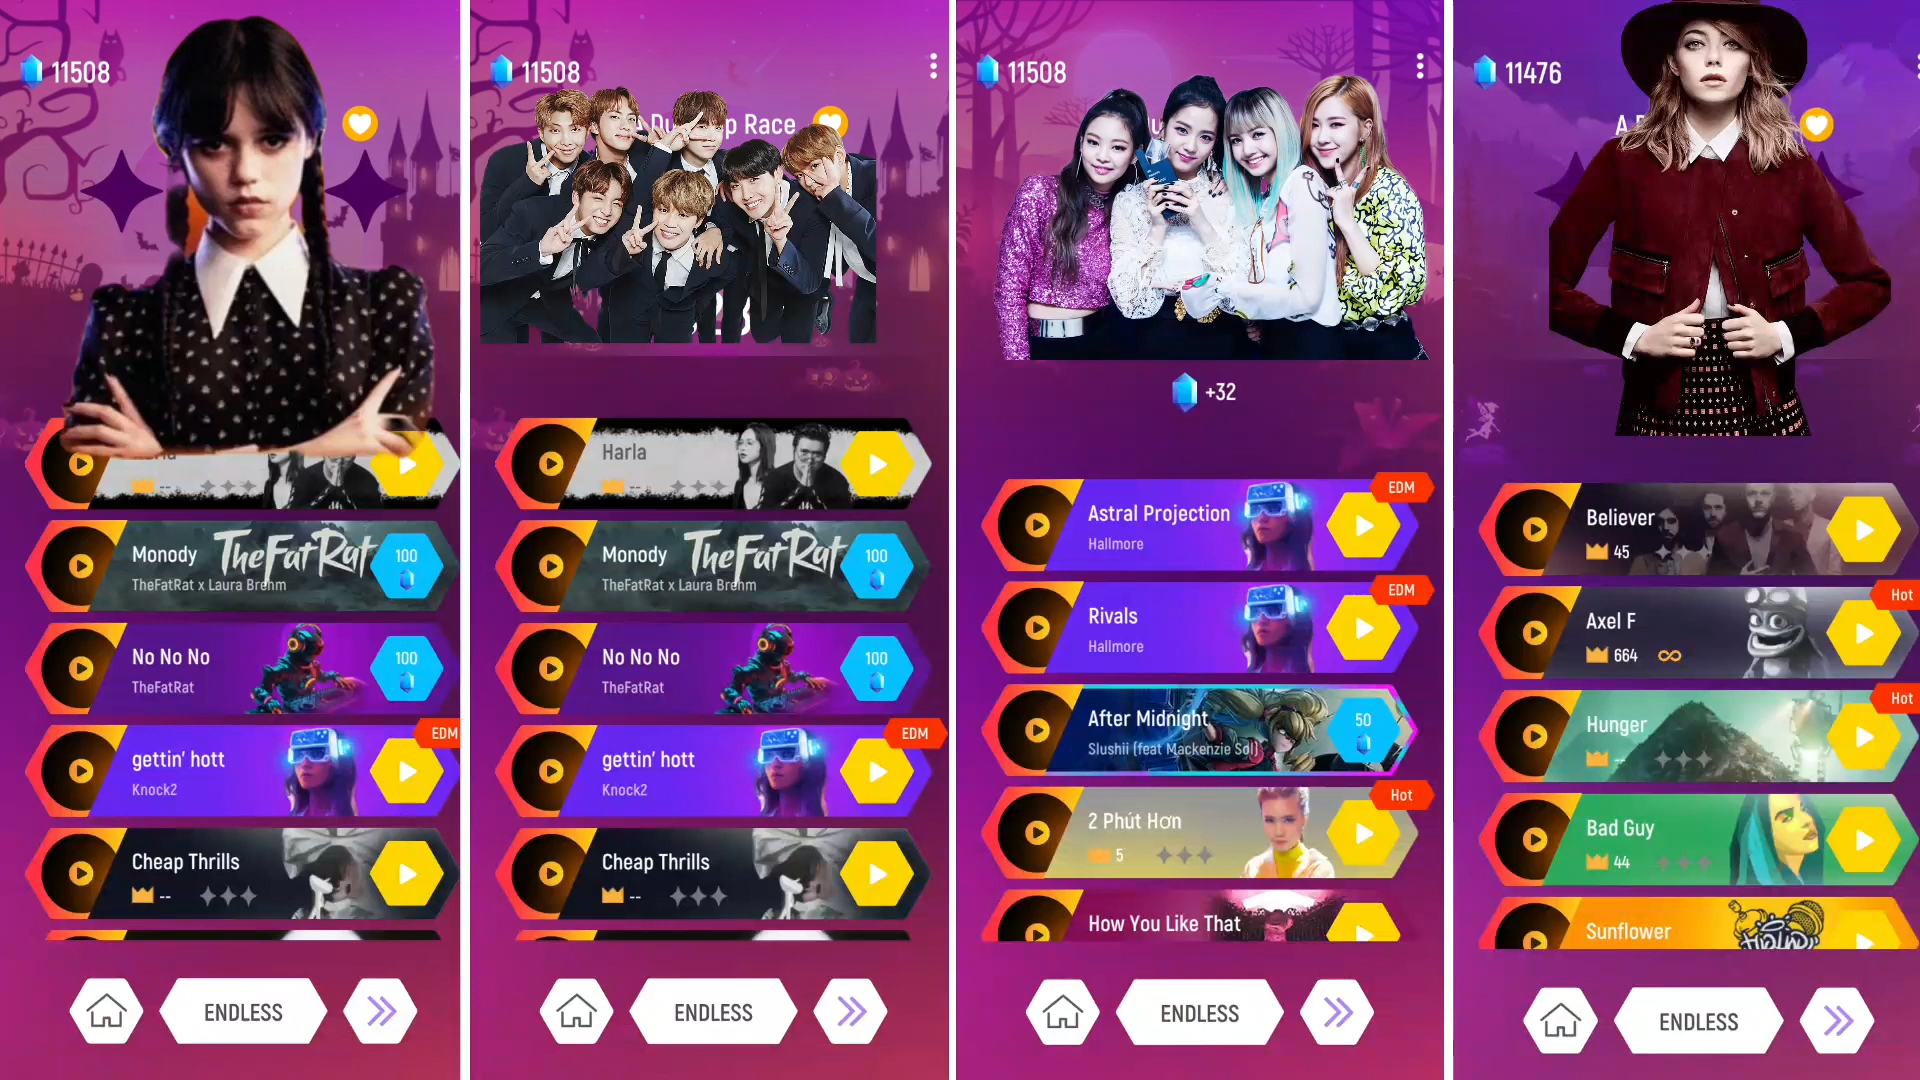 11508
Monody
TheFatRat
TheFatRat x Laura Brehm
100
No No No
TheFatRat
100
EDM
gettin' hott
Knock2
Cheap Thrills
--
ENDLESS
11508
p Race
Harla
--
Monody
TheFatRat
TheFatRat x Laura Brehm
100
No No No
TheFatRat
100
EDM
gettin' hott
Knock2
Cheap Thrills
--
ENDLESS
11508
+32
EDM
Astral Projection
Hallmore
EDM
Rivals
Hallmore
After Midnight
Slushii (feat Mackenzie Sol)
50
Hot
2 Phút Hơn
5
How You Like That
ENDLESS
11476
A
Believer
45
Hot
Axel F
664
Hot
Hunger
--
Bad Guy
44
Sunflower
ENDLESS